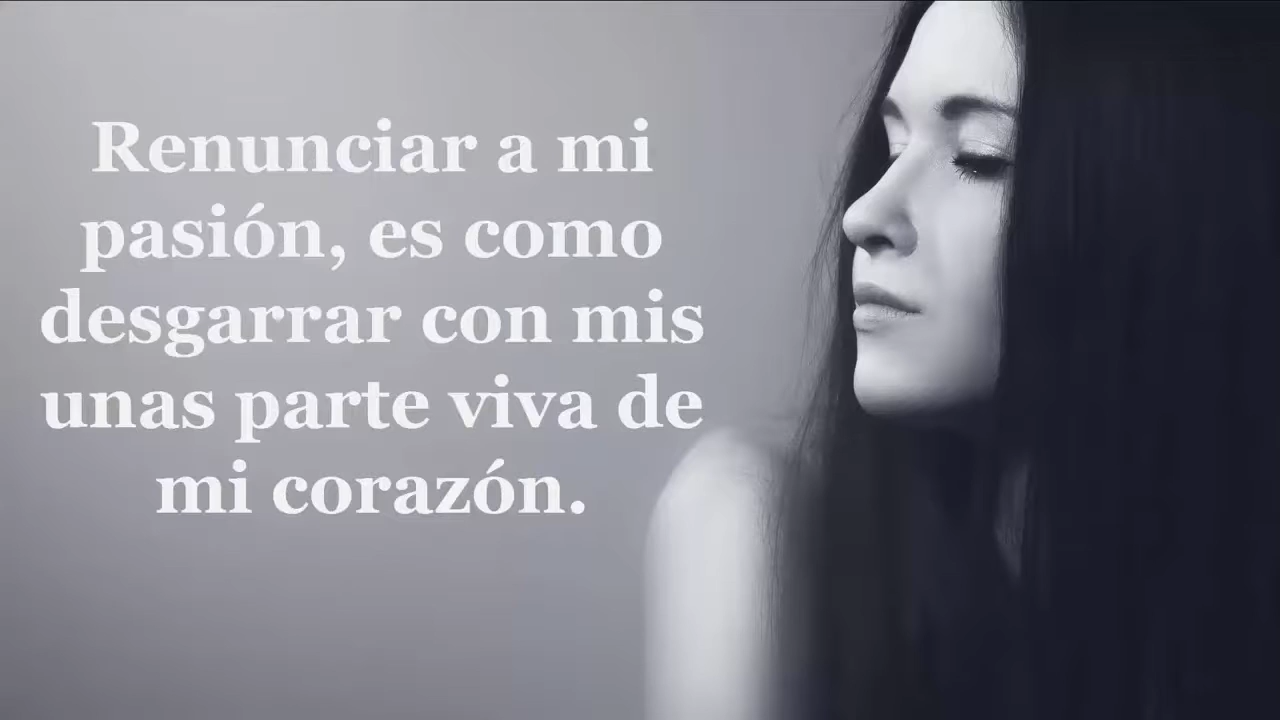 Renunciar a mi
pasión, es como
desgarrar con mis
unas parte viva de
mi corazón.